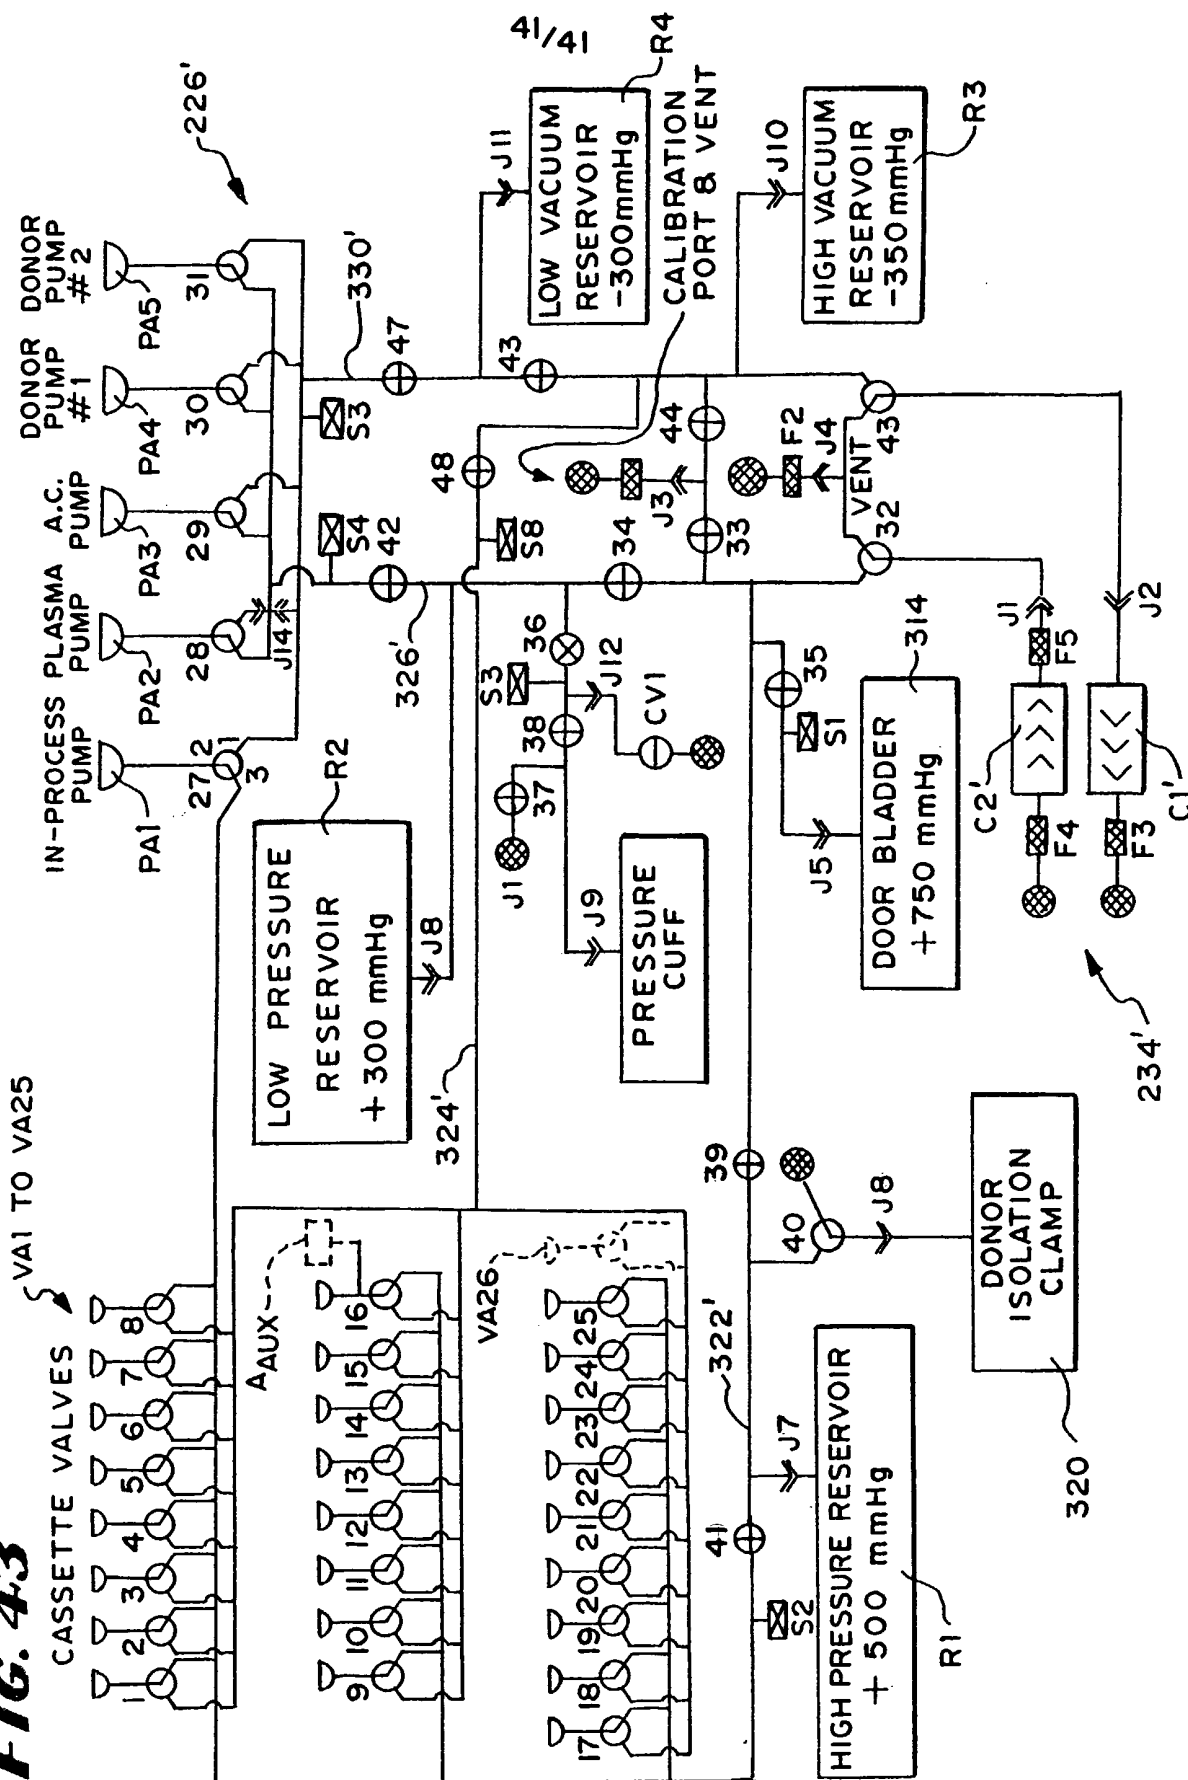 41/41
FIG. 43
CASSETTE VALVES
VA1 TO VA25
1
2
3
4
5
6
7
8
AAUX
9
10
11
12
13
14
15
16
VA26
17
18
19
20
21
22
23
24
25
IN-PROCESS
PUMP
PLASMA
PUMP
A.C.
PUMP
DONOR
PUMP
#1
DONOR
PUMP
#2
226'
PA1
PA2
PA3
PA4
PA5
27
2
1
3
28
29
30
31
J14
S4
S3
330'
42
47
326'
324'
LOW PRESSURE
RESERVOIR
+300 mmHg
R2
J8
48
S8
43
J11
LOW VACUUM
RESERVOIR
-300mmHg
R4
CALIBRATION
PORT & VENT
J3
34
33
44
J10
HIGH VACUUM
RESERVOIR
-350mmHg
R3
F2
J4
VENT
32
43
36
S3
J12
38
37
J1
CV1
J9
PRESSURE
CUFF
35
S1
J5
DOOR BLADDER
+750 mmHg
314
J1
F5
J2
C2'
C1'
F4
F3
234'
39
40
J8
DONOR
ISOLATION
CLAMP
320
322'
41
S2
J7
HIGH PRESSURE RESERVOIR
+500 mmHg
R1